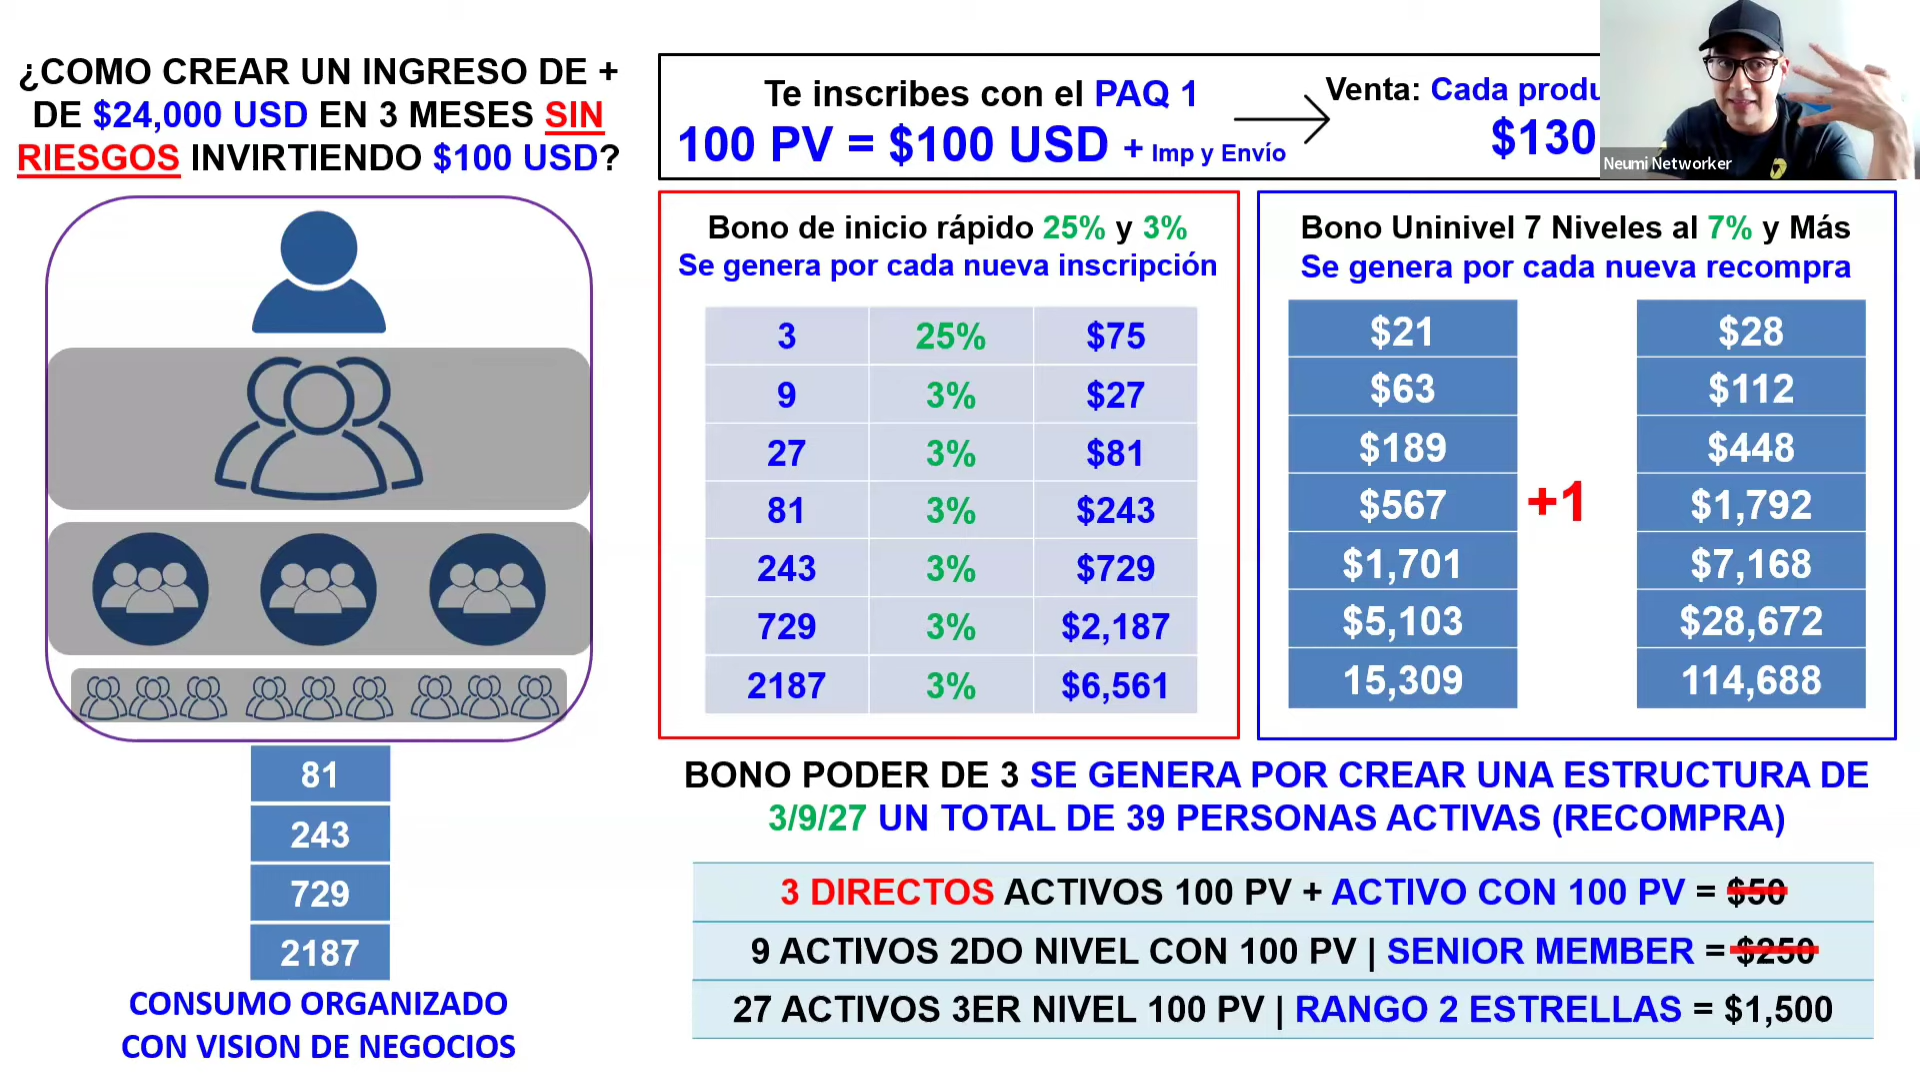 ¿COMO CREAR UN INGRESO DE +
DE $24,000 USD EN 3 MESES SIN
RIESGOS INVIRTIENDO $100 USD?
81
243
729
2187
CONSUMO ORGANIZADO
CON VISION DE NEGOCIOS
Te inscribes con el PAQ 1
100 PV = $100 USD + Imp y Envío
Venta: Cada
$130
Neumi Networker
Bono de inicio rápido 25% y 3%
Se genera por cada nueva inscripción
3 25% $75
9 3% $27
27 3% $81
81 3% $243
243 3% $729
729 3% $2,187
2187 3% $6,561
Bono Uninivel 7 Niveles al 7% y Más
Se genera por cada nueva recompra
$21 $28
$63 $112
$189 $448
$567 +1 $1,792
$1,701 $7,168
$5,103 $28,672
15,309 114,688
BONO PODER DE 3 SE GENERA POR CREAR UNA ESTRUCTURA DE
3/9/27 UN TOTAL DE 39 PERSONAS ACTIVAS (RECOMPRA)
3 DIRECTOS ACTIVOS 100 PV + ACTIVO CON 100 PV = $50
9 ACTIVOS 2DO NIVEL CON 100 PV | SENIOR MEMBER = $250
27 ACTIVOS 3ER NIVEL 100 PV | RANGO 2 ESTRELLAS = $1,500